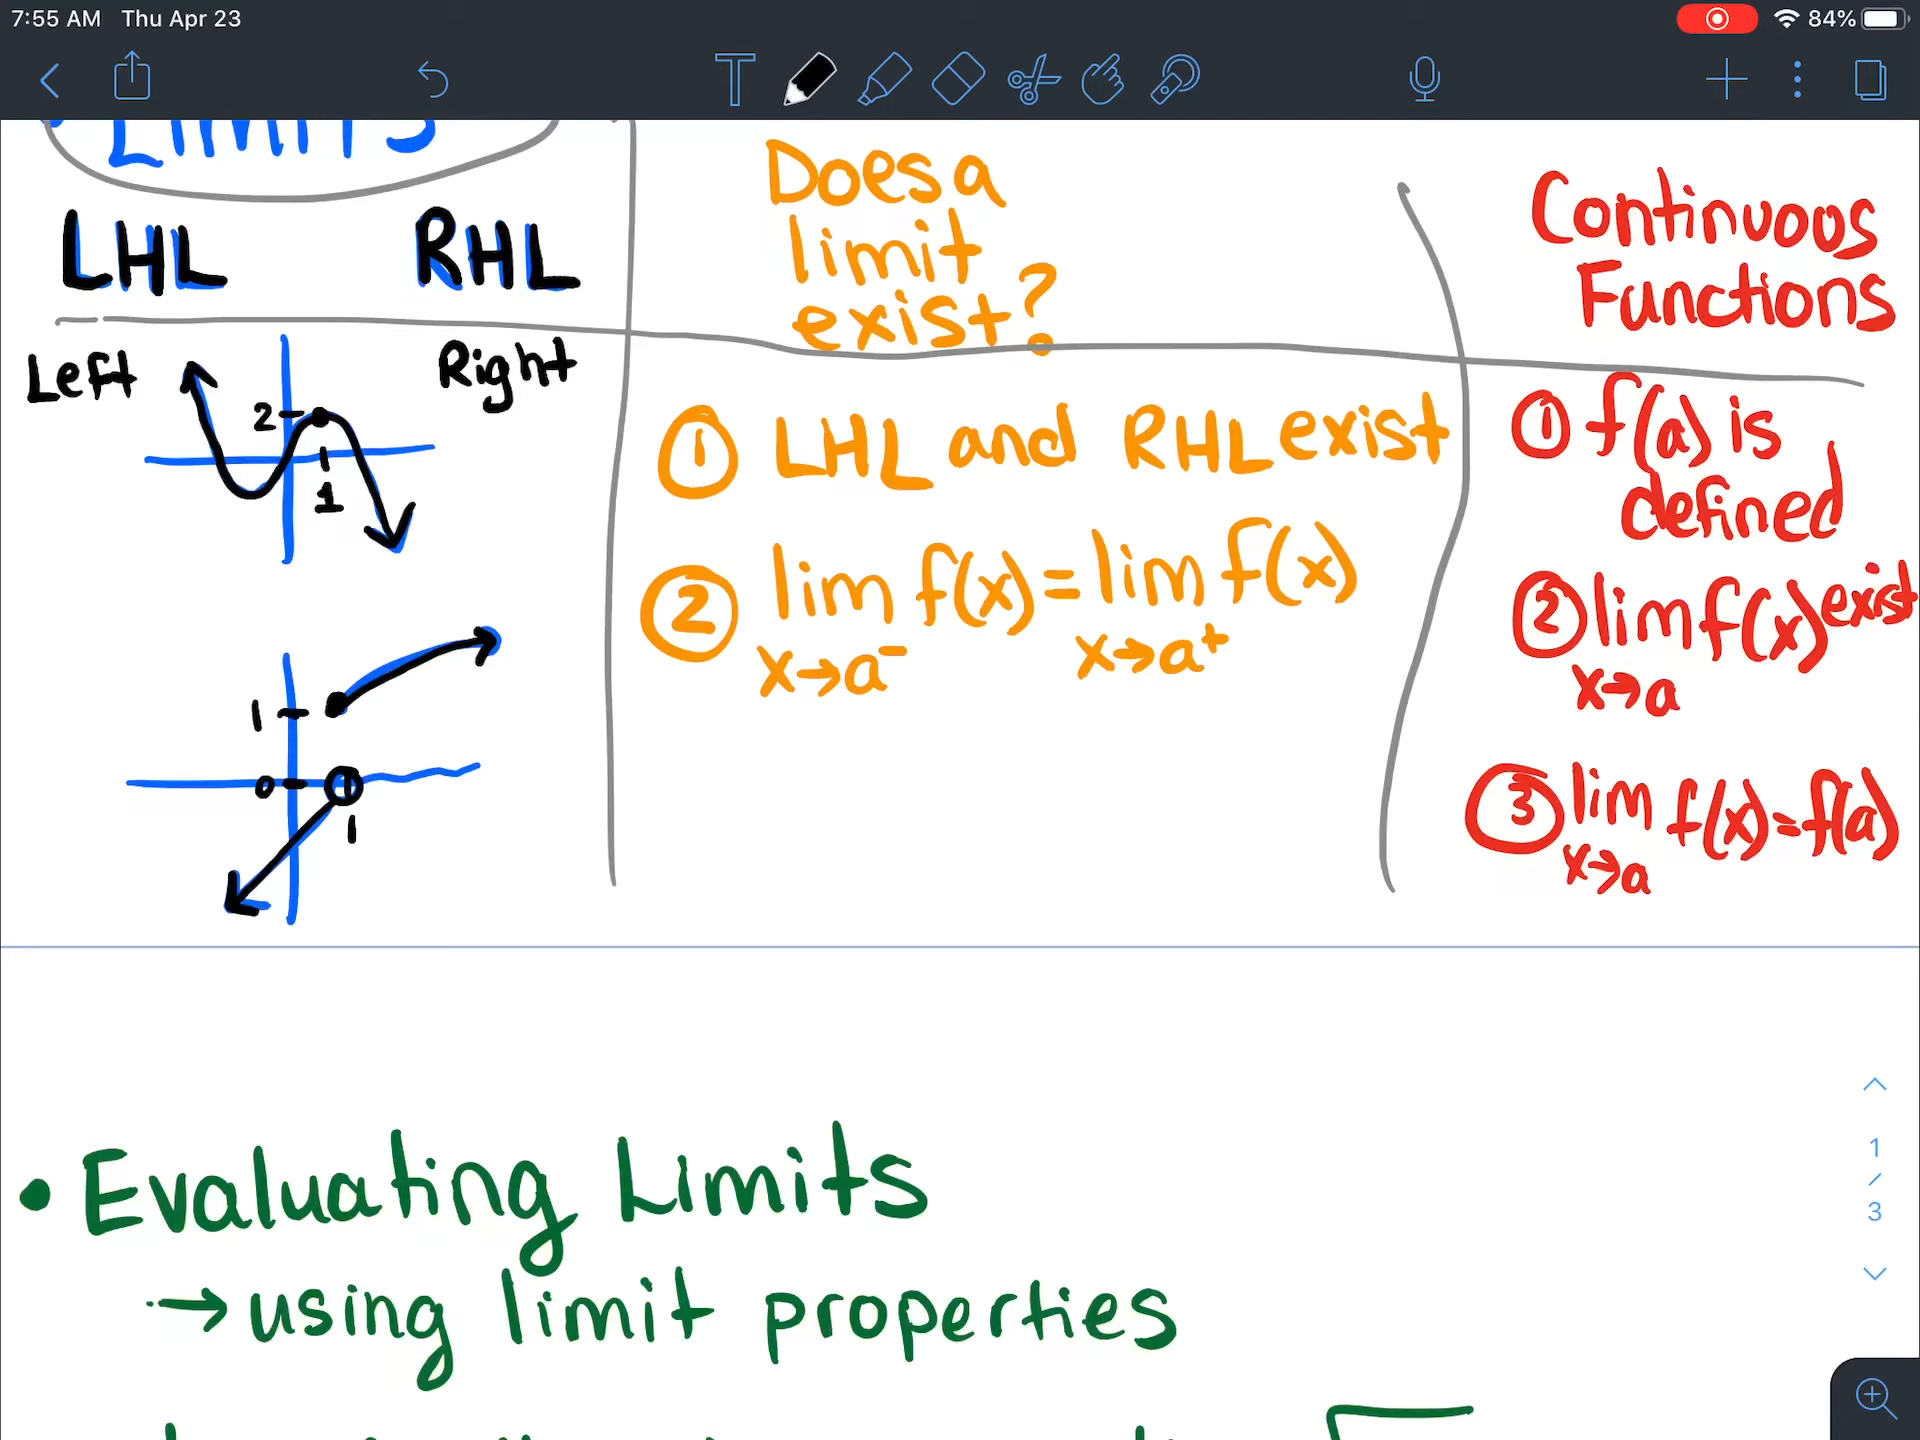 7:55 AM Thu Apr 23
84%
Limits
LHL RHL
Left Right
2
1
1
0
1
Does a
limit
exist?
① LHL and RHL exist
② lim f(x) = lim f(x)
x→a⁻ x→a⁺
Continuous
Functions
① f(a) is
defined
② lim f(x) exist
x→a
③ lim f(x) = f(a)
x→a
• Evaluating Limits
→ using limit properties
1
/
3